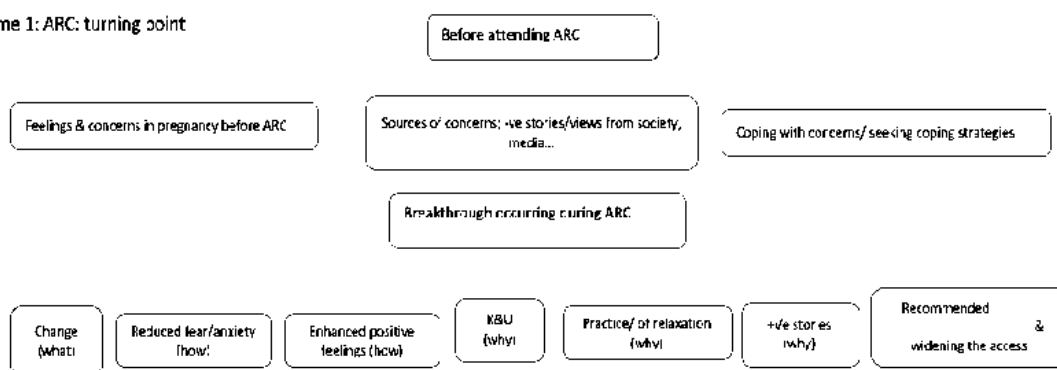 me 1: ARC: turning point
Before attending ARC
Feelings & concerns in pregnancy before ARC
Sources of concerns; -ve stories/views from society,
media...
Coping with concerns/ seeking coping strategies
Breakthrough occurring during ARC
Change
(what)
Reduced fear/anxiety
(how)
Enhanced positive
feelings (how)
K&U
(why)
Practice/ of relaxation
(why)
+ve stories
(why)
Recommended
&
widening the access